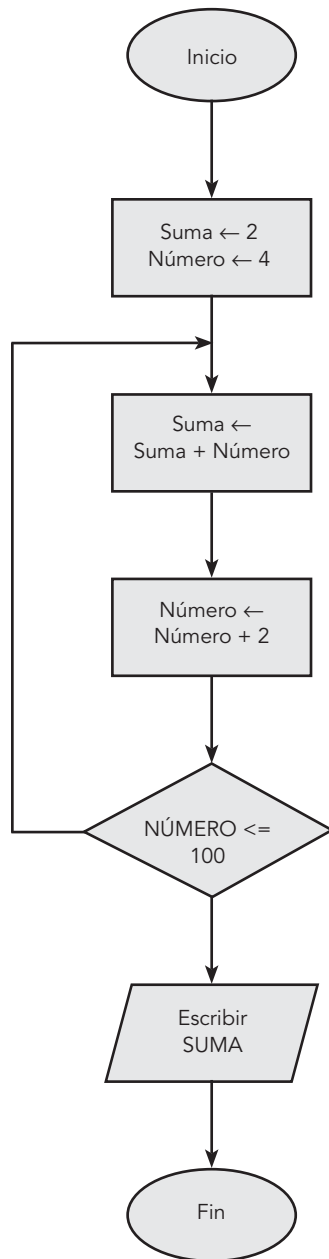 Inicio
Suma ← 2
Número ← 4
Suma ←
Suma + Número
Número ←
Número + 2
NÚMERO <=
100
Escribir
SUMA
Fin